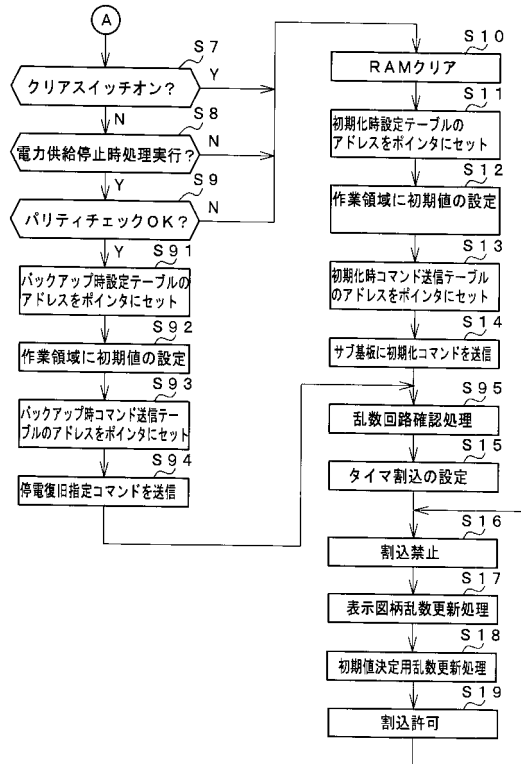 A
S7
クリアスイッチオン？
Y
N
S8
電力供給停止時処理実行？
N
Y
S9
パリティチェックOK？
N
Y
S91
バックアップ時設定テーブルの
アドレスをポインタにセット
S92
作業領域に初期値の設定
S93
バックアップ時コマンド送信テー
ブルのアドレスをポインタにセット
S94
停電復旧指定コマンドを送信
S10
RAMクリア
S11
初期化時設定テーブルの
アドレスをポインタにセット
S12
作業領域に初期値の設定
S13
初期化時コマンド送信テーブル
のアドレスをポインタにセット
S14
サブ基板に初期化コマンドを送信
S95
乱数回路確認処理
S15
タイマ割込の設定
S16
割込禁止
S17
表示図柄乱数更新処理
S18
初期値決定用乱数更新処理
S19
割込許可